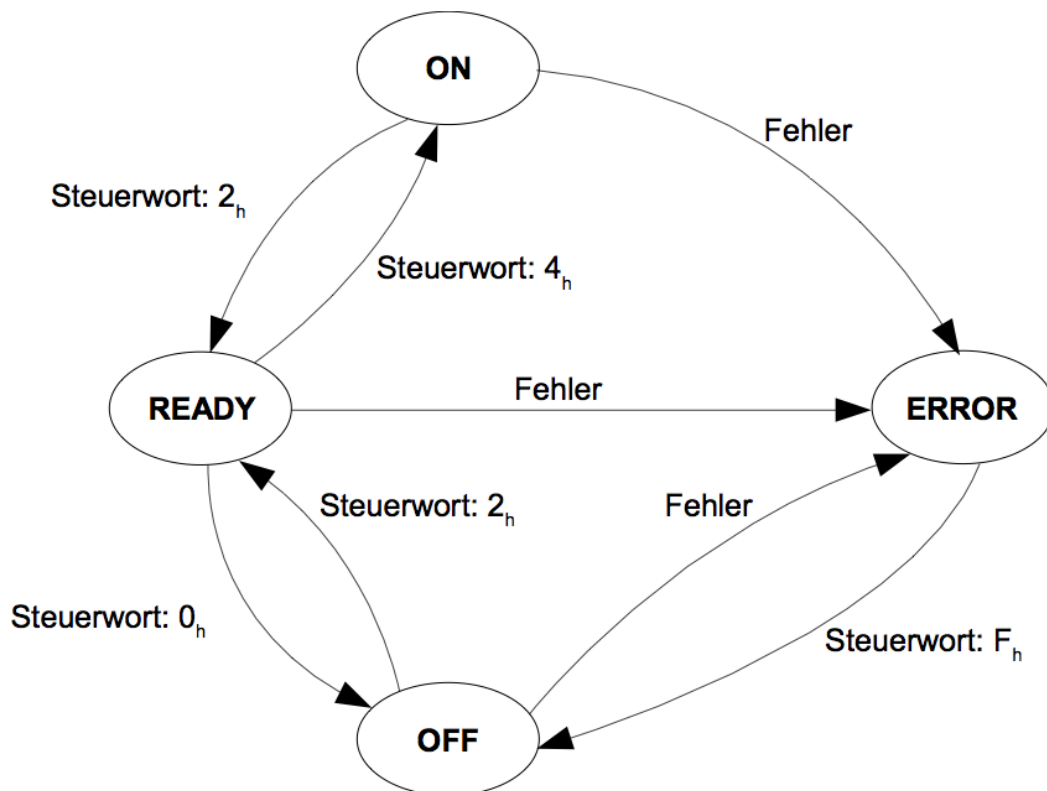 ON
Fehler
Steuerwort: 2h
Steuerwort: 4h
Fehler
READY
ERROR
Steuerwort: 2h
Fehler
Steuerwort: 0h
Steuerwort: Fh
OFF